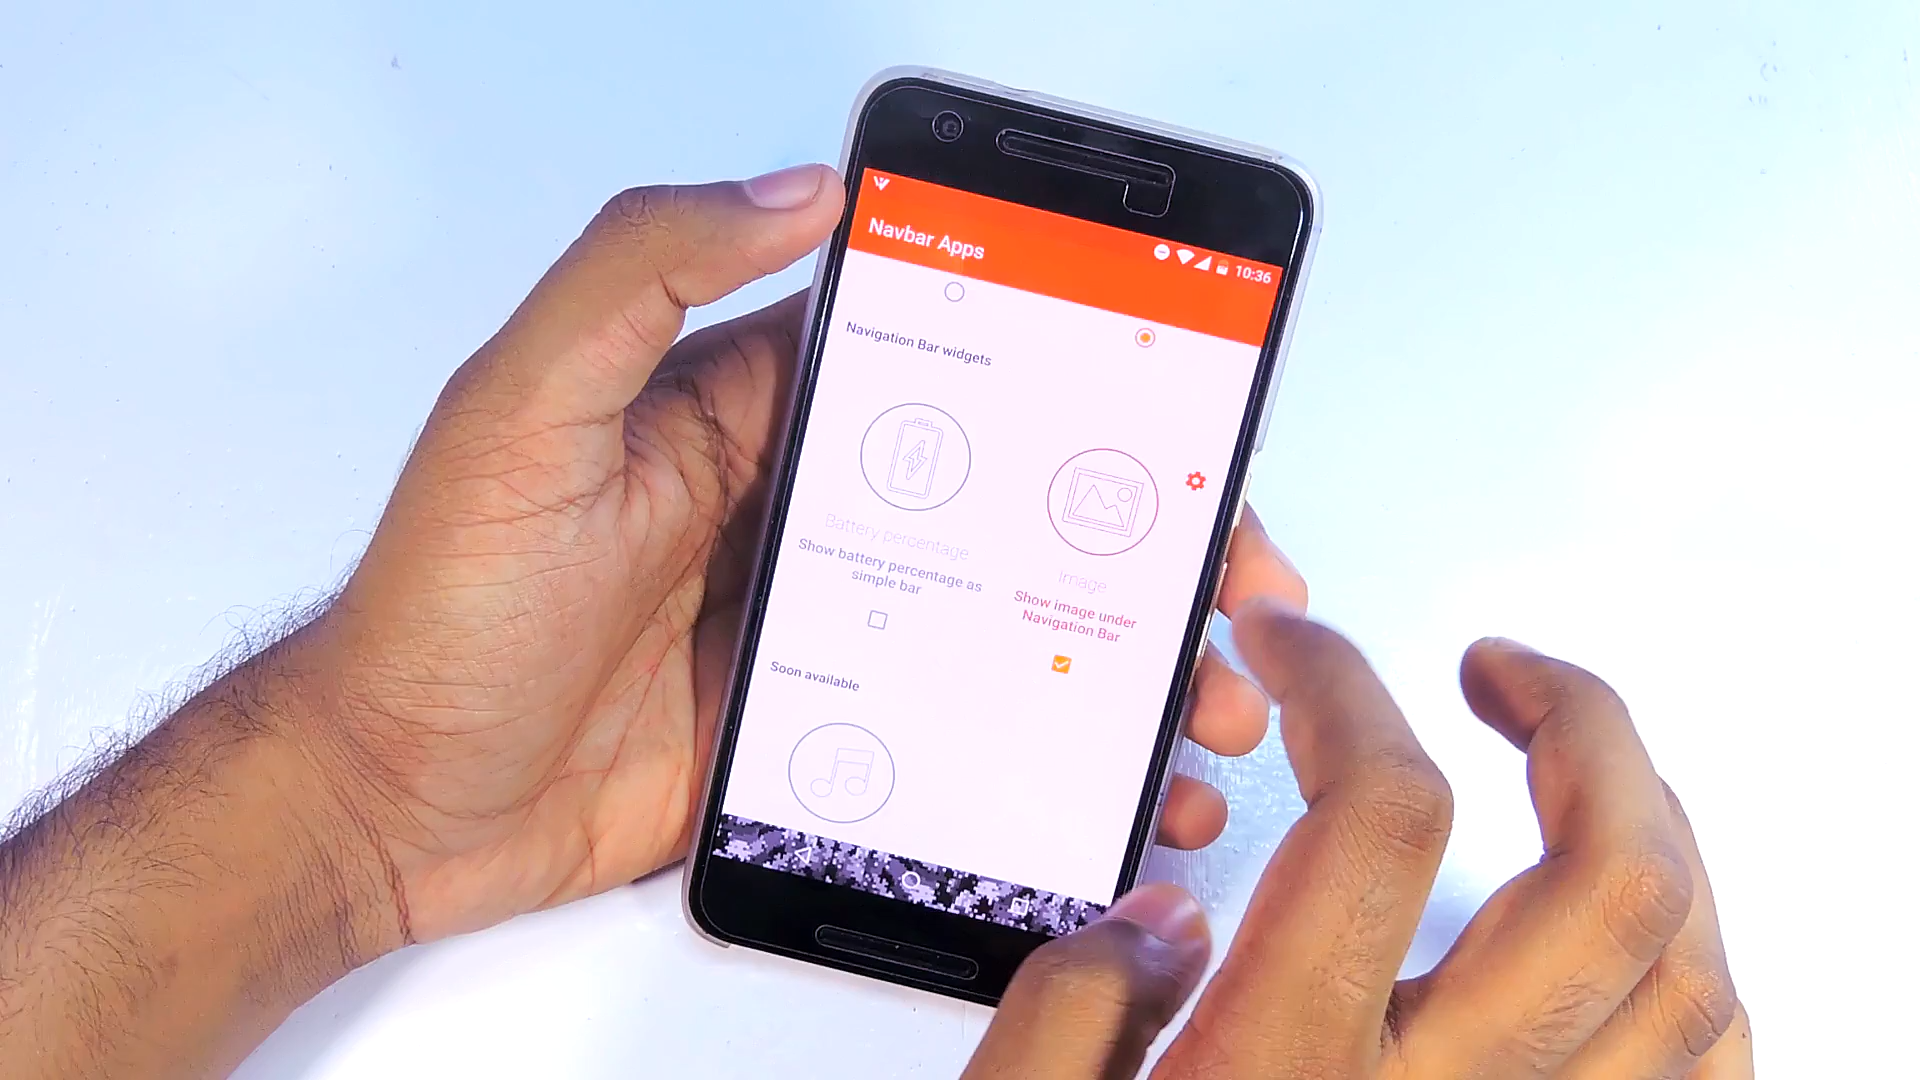 10:36
Navbar Apps
Navigation Bar widgets
Battery percentage
Show battery percentage as
simple bar
Image
Show image under
Navigation Bar
Soon available